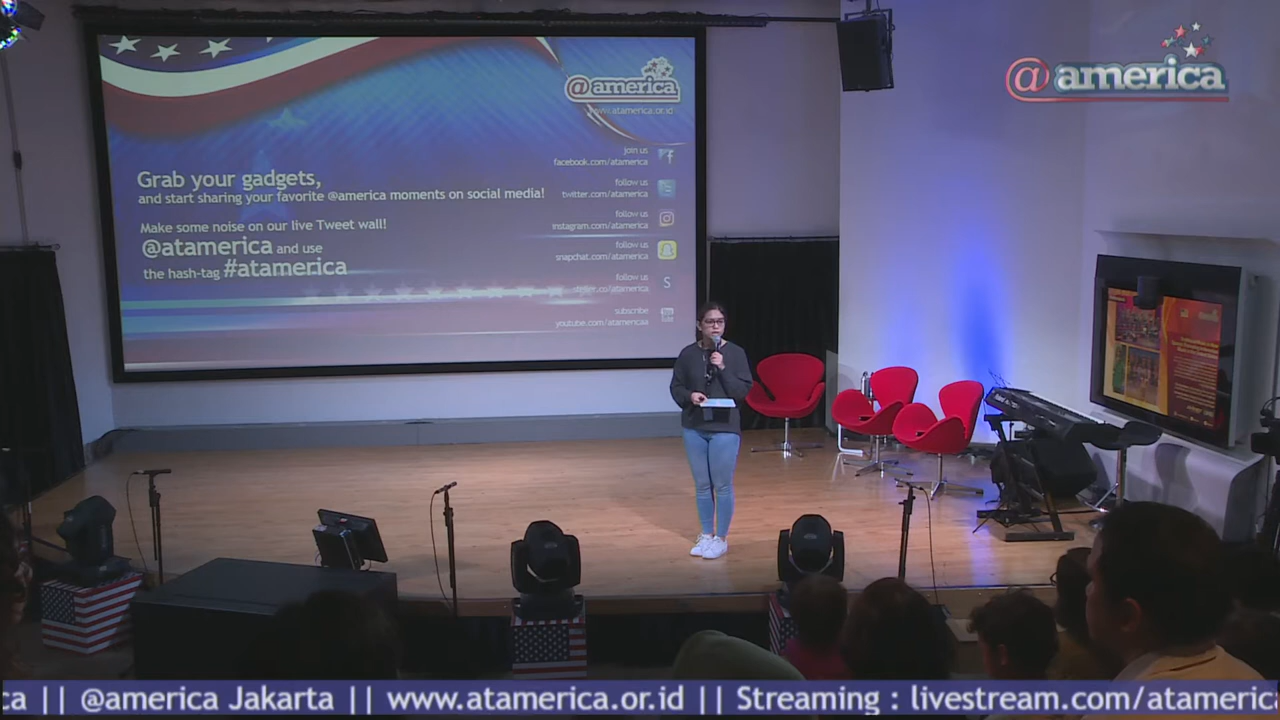 @america
www.atamerica.or.id
join us
facebook.com/atamerica
Grab your gadgets,
and start sharing your favorite @america moments on social media!
follow us
twitter.com/atamerica
Make some noise on our live Tweet wall!
@atamerica and use
the hash-tag #atamerica
follow us
instagram.com/atamerica
follow us
snapchat.com/atamerica
follow us
subscribe
youtube.com/atamericaa
@america
ca || @america Jakarta || www.atamerica.or.id || Streaming : livestream.com/atameric